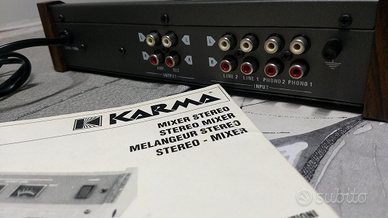 LINE 2 LINE 1 PHONO 2 PHONO 1
OUTPUT
INPUT
KARMA
MIXER STEREO
STEREO MIXER
MELANGEUR STEREO
STEREO - MIXER
subito